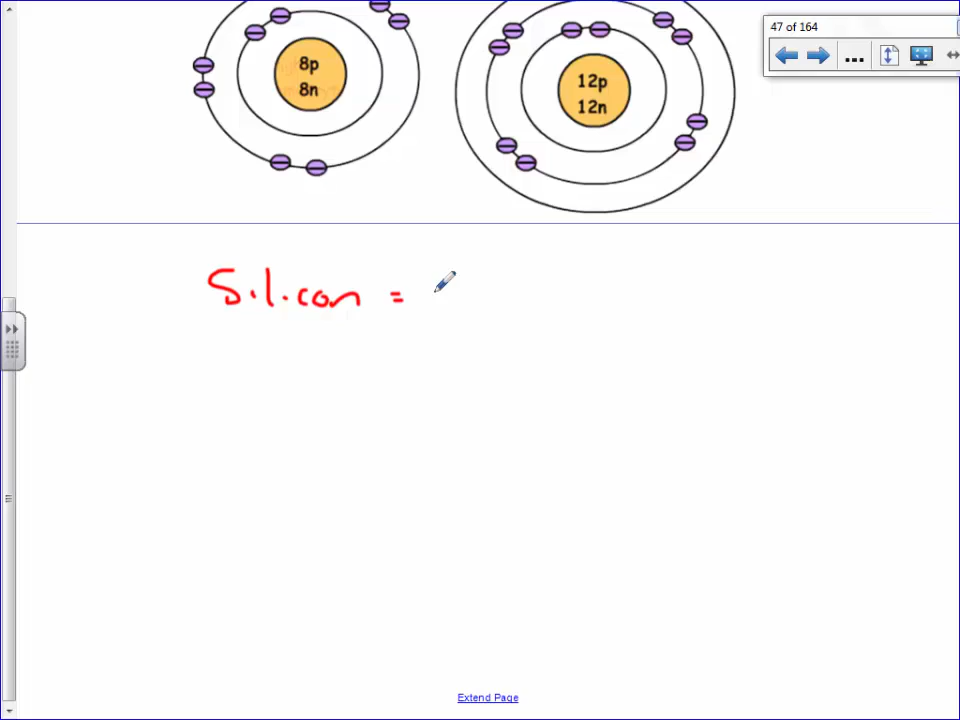 47 of 164
8p
8n
12p
12n
Silicon =
Extend Page